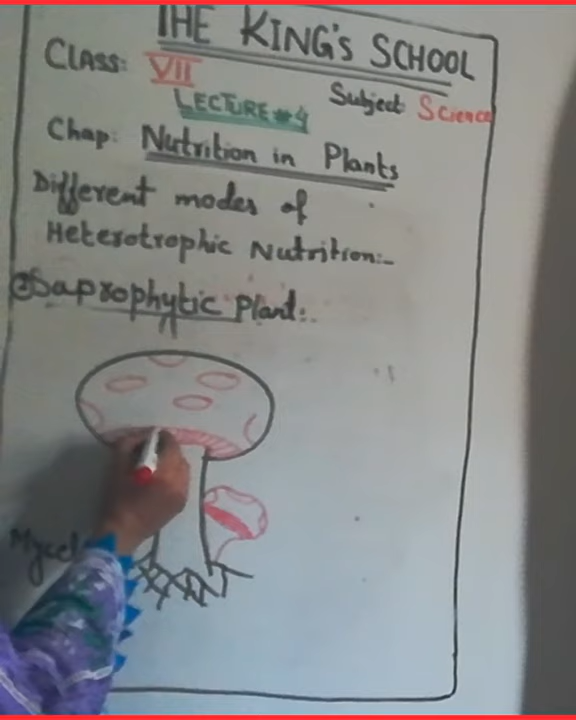 THE KING'S SCHOOL
CLASS: VII
Subject: Science
LECTURE #4
Chap: Nutrition in Plants
Different modes of
Heterotrophic Nutrition:-
Saprophytic Plant:-
Mycel